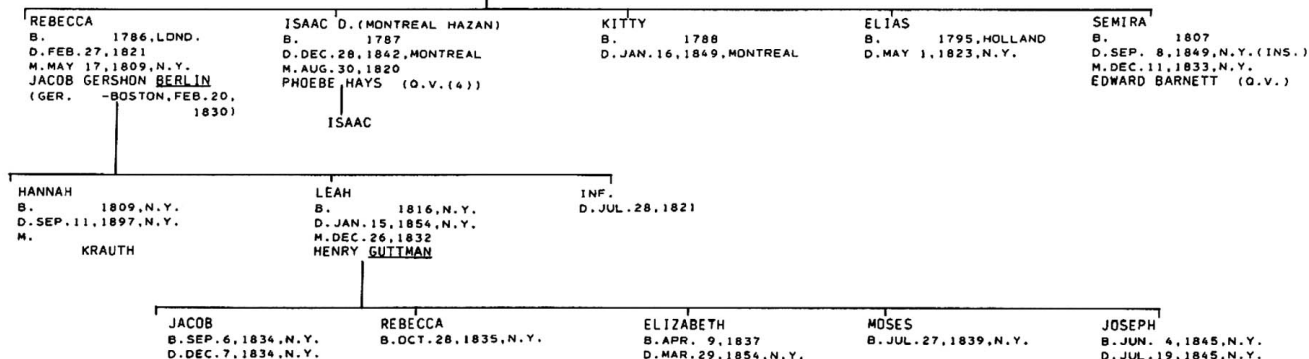 REBECCA
B. 1786,LOND.
D.FEB.27,1821
M.MAY 17,1809,N.Y.
JACOB GERSHON BERLIN
(GER. -BOSTON,FEB.20,
1830)
ISAAC D.(MONTREAL HAZAN)
B. 1787
D.DEC.28,1842,MONTREAL
M.AUG.30,1820
PHOEBE HAYS (Q.V.(4))
ISAAC
KITTY
B. 1788
D.JAN.16,1849,MONTREAL
ELIAS
B. 1795,HOLLAND
D.MAY 1,1823,N.Y.
SEMIRA
B. 1807
D.SEP. 8,1849,N.Y.(INS.)
M.DEC.11,1833,N.Y.
EDWARD BARNETT (Q.V.)
HANNAH
B. 1809,N.Y.
D.SEP.11,1897,N.Y.
M.
KRAUTH
LEAH
B. 1816,N.Y.
D.JAN.15,1854,N.Y.
M.DEC.26,1832
HENRY GUTTMAN
INF.
D.JUL.28,1821
JACOB
B.SEP.6,1834,N.Y.
D.DEC.7,1834,N.Y.
REBECCA
B.OCT.28,1835,N.Y.
ELIZABETH
B.APR. 9,1837
D.MAR.29,1854,N.Y.
MOSES
B.JUL.27,1839,N.Y.
JOSEPH
B.JUN. 4,1845,N.Y.
D.JUL.19,1845,N.Y.